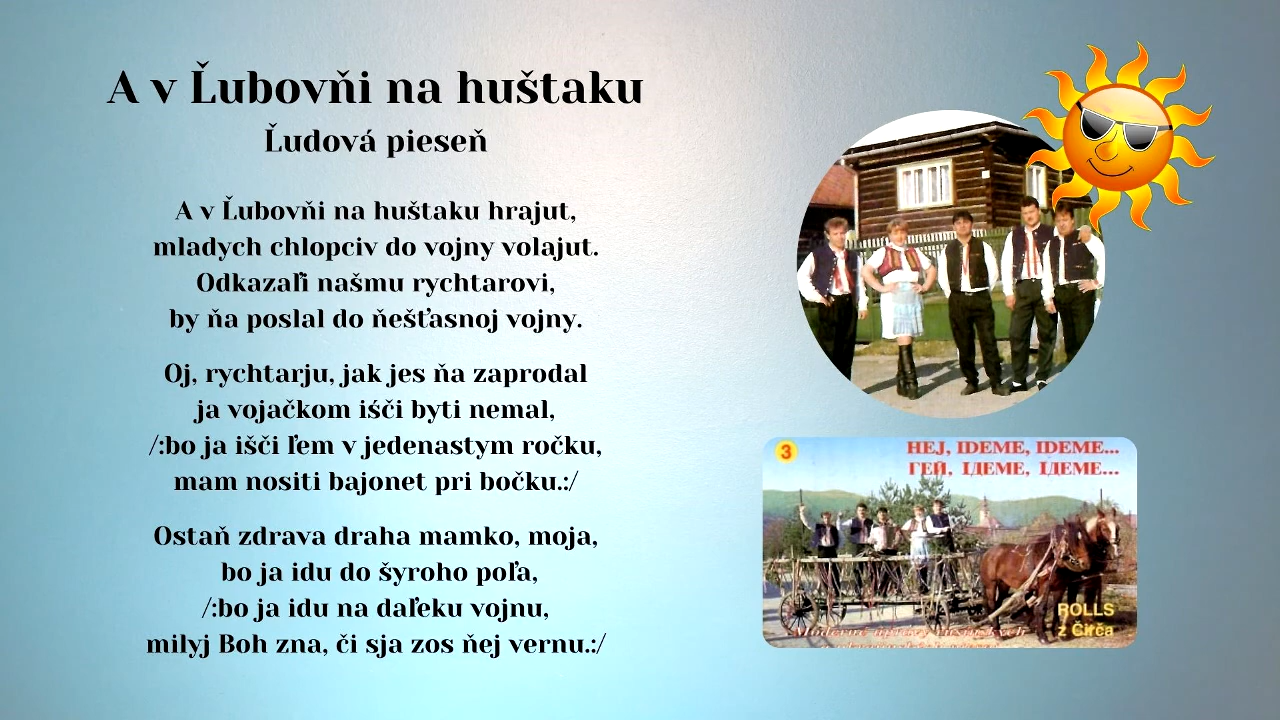 A v Ľubovňi na huštaku
Ľudová pieseň
A v Ľubovňi na huštaku hrajut,
mladych chlopciv do vojny volajut.
Odkazaľi našmu rychtarovi,
by ňa poslal do ňešťasnoj vojny.
Oj, rychtarju, jak jes ňa zaprodal
ja vojačkom iśči byti nemal,
/:bo ja išči ľem v jedenastym ročku,
mam nositi bajonet pri bočku.:/
Ostaň zdrava draha mamko, moja,
bo ja idu do šyroho poľa,
/:bo ja idu na daľeku vojnu,
milyj Boh zna, či sja zos ňej vernu.:/
3
HEJ, IDEME, IDEME...
ГЕЙ, ІДЕМЕ, ІДЕМЕ...
ROLLS
z Čirča